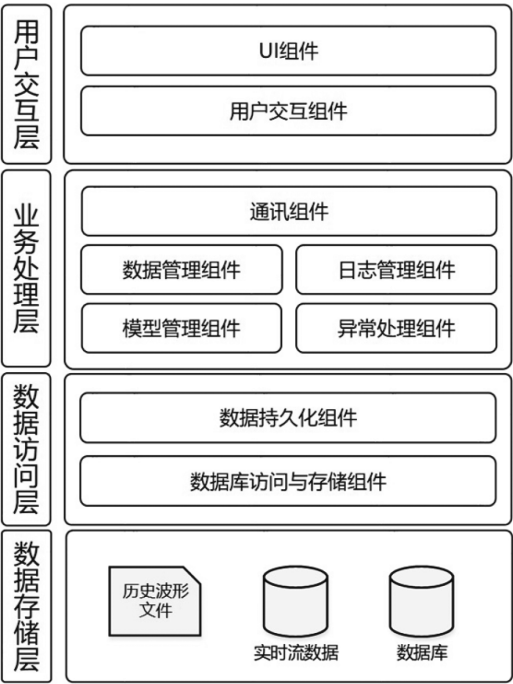 用户交互层
UI组件
用户交互组件
业务处理层
通讯组件
数据管理组件
日志管理组件
模型管理组件
异常处理组件
数据访问层
数据持久化组件
数据库访问与存储组件
数据存储层
历史波形
文件
实时流数据
数据库